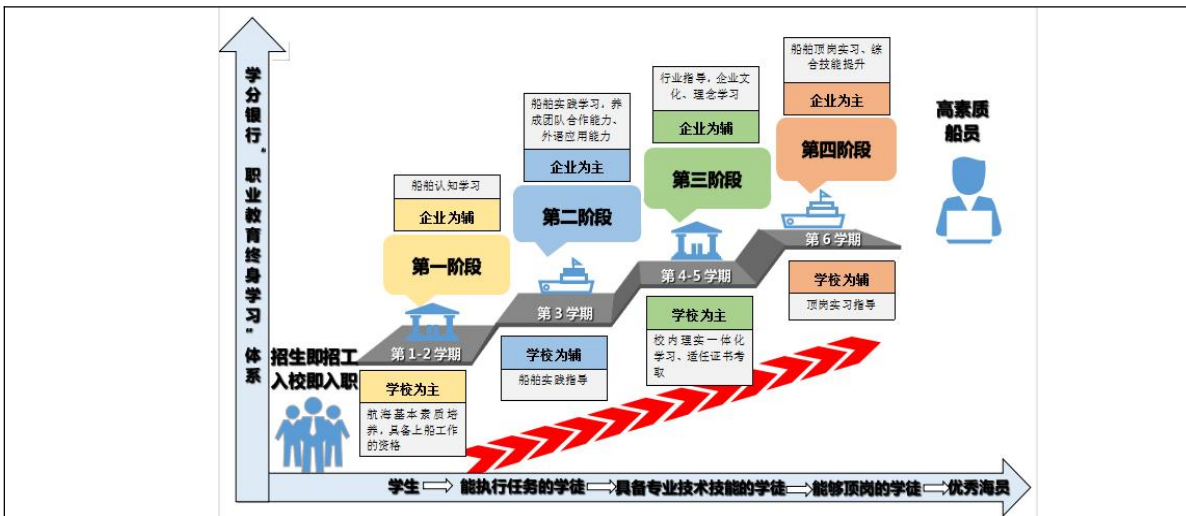 学分银行“职业教育终身学习”体系
招生即招工
入校即入职
船舶认知学习
企业为辅
第一阶段
第1-2学期
学校为主
航海基本素质培
养，具备上船工作
的资格
船舶实践学习，养
成团队合作能力、
外语应用能力
企业为主
第二阶段
第3学期
学校为辅
船舶实践指导
行业指导，企业文
化、理念学习
企业为辅
第三阶段
第4-5学期
学校为主
校内理实一体化
学习、适任证书考
取
船舶顶岗实习、综
合技能提升
企业为主
第四阶段
第6学期
学校为辅
顶岗实习指导
高素质
船员
学生
能执行任务的学徒
具备专业技术技能的学徒
能够顶岗的学徒
优秀海员